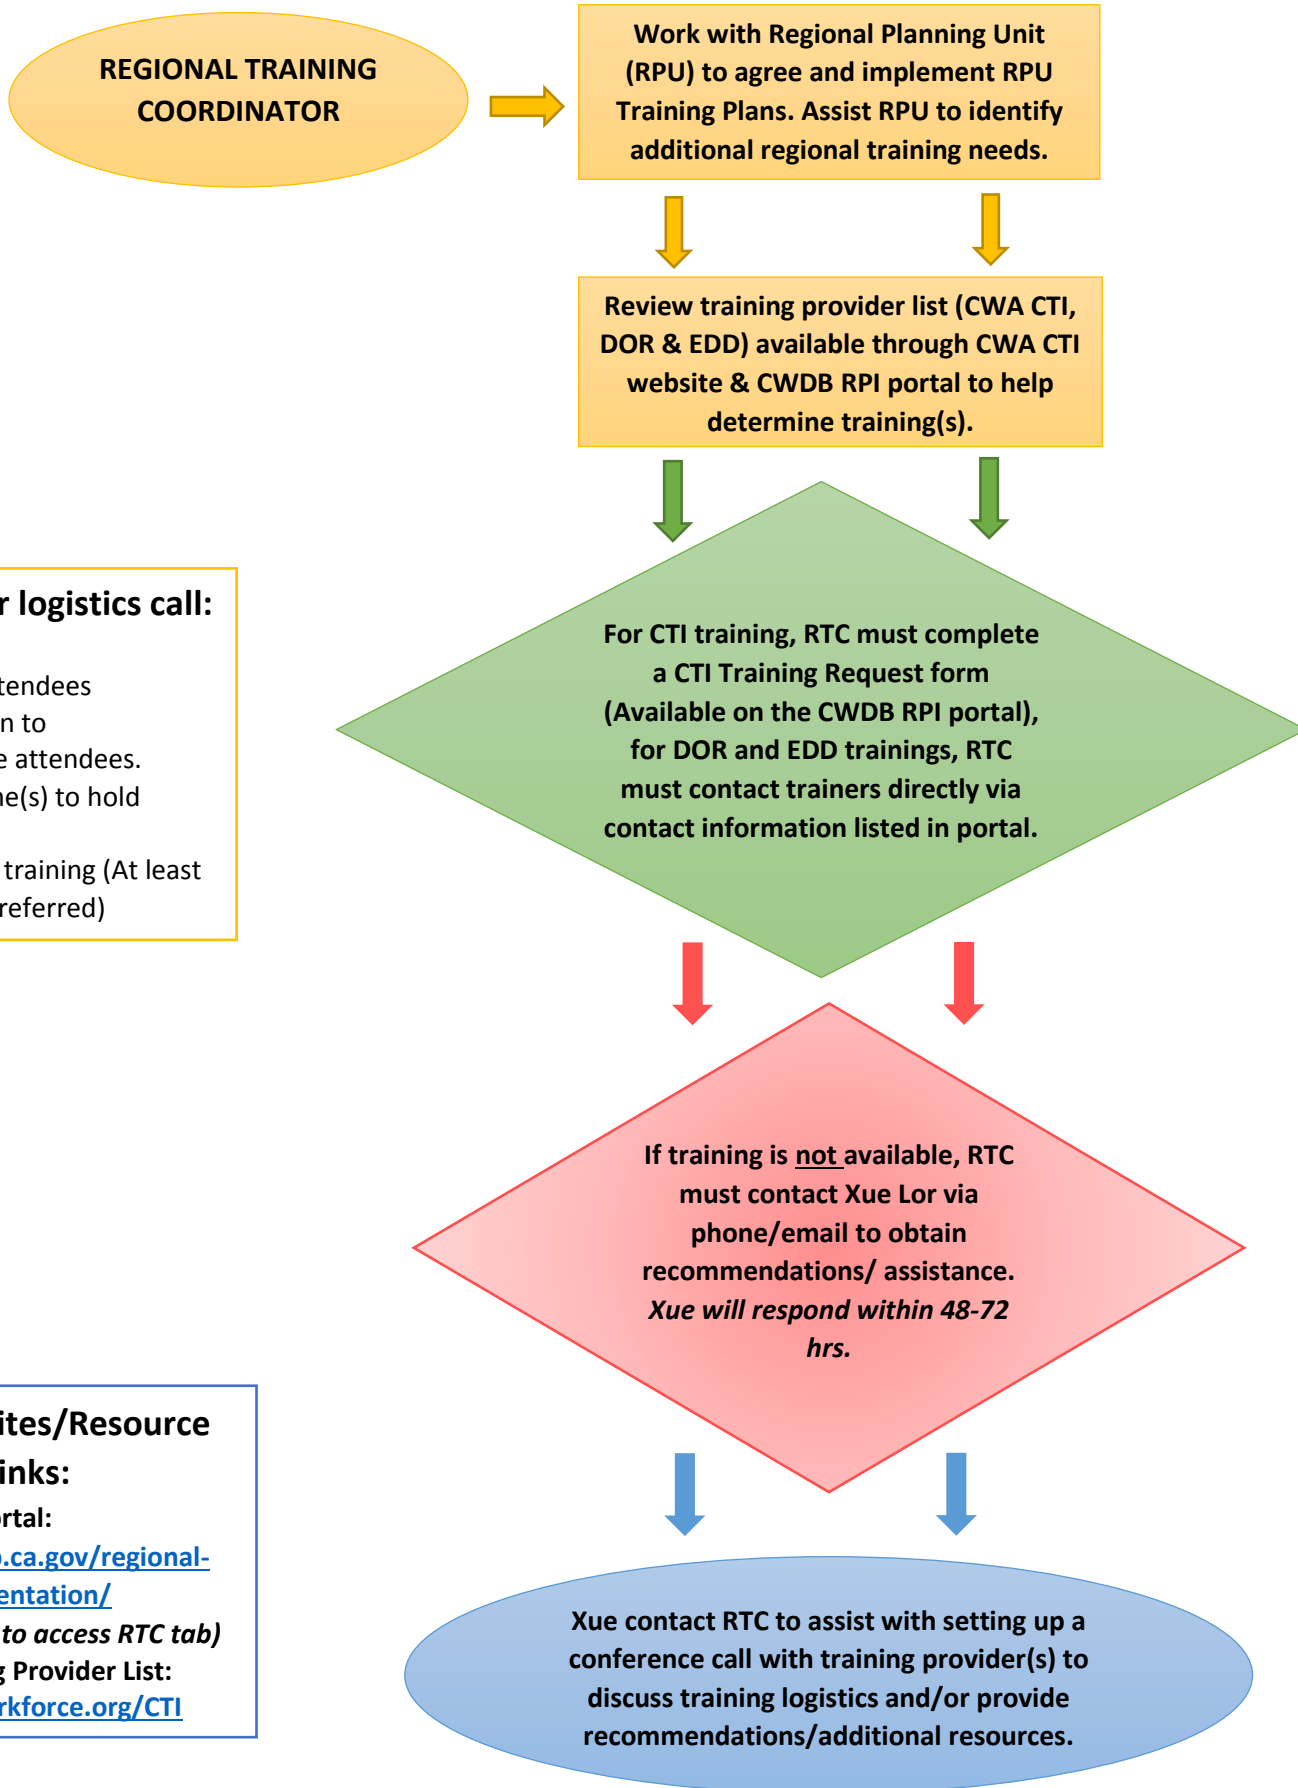 REGIONAL TRAINING
COORDINATOR
Work with Regional Planning Unit
(RPU) to agree and implement RPU
Training Plans. Assist RPU to identify
additional regional training needs.
Review training provider list (CWA CTI,
DOR & EDD) available through CWA CTI
website & CWDB RPI portal to help
determine training(s).
For CTI training, RTC must complete
a CTI Training Request form
(Available on the CWDB RPI portal),
for DOR and EDD trainings, RTC
must contact trainers directly via
contact information listed in portal.
logistics call:
to
attendees.
to hold
training (At least
If training is not available, RTC
must contact Xue Lor via
phone/email to obtain
recommendations/ assistance.
Xue will respond within 48-72
hrs.
/Resource
.ca.gov/regional-
to access RTC tab)
Provider List:
.org/CTI
Xue contact RTC to assist with setting up a
conference call with training provider(s) to
discuss training logistics and/or provide
recommendations/additional resources.